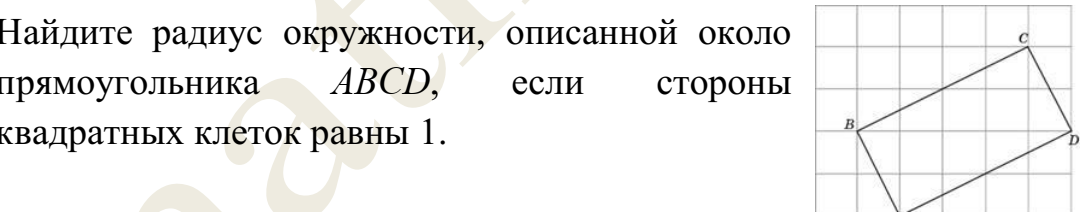 Найдите радиус окружности, описанной около
прямоугольника ABCD, если стороны
квадратных клеток равны 1.
C
B
D